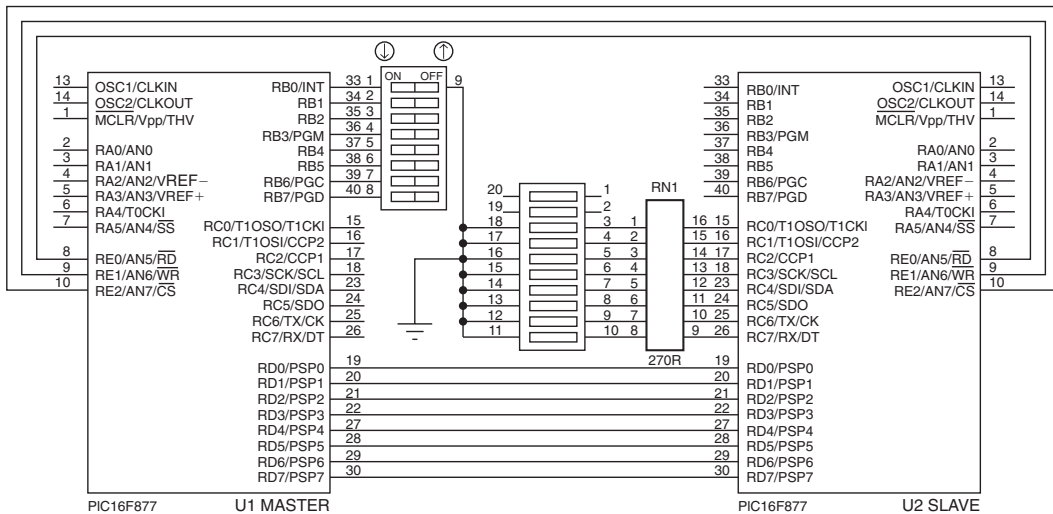 ON OFF
13 OSC1/CLKIN
14 OSC2/CLKOUT
1 MCLR/Vpp/THV
2 RA0/AN0
3 RA1/AN1
4 RA2/AN2/VREF−
5 RA3/AN3/VREF+
6 RA4/T0CKI
7 RA5/AN4/SS
8 RE0/AN5/RD
9 RE1/AN6/WR
10 RE2/AN7/CS
RB0/INT 33 1 9
RB1 34 2
RB2 35 3
RB3/PGM 36 4
RB4 37 5
RB5 38 6
RB6/PGC 39 7
RB7/PGD 40 8
RC0/T1OSO/T1CKI 15
RC1/T1OSI/CCP2 16
RC2/CCP1 17
RC3/SCK/SCL 18
RC4/SDI/SDA 23
RC5/SDO 24
RC6/TX/CK 25
RC7/RX/DT 26
RD0/PSP0 19
RD1/PSP1 20
RD2/PSP2 21
RD3/PSP3 22
RD4/PSP4 27
RD5/PSP5 28
RD6/PSP6 29
RD7/PSP7 30
PIC16F877 U1 MASTER
20 1
19 2
18 3 1
17 4 2
16 5 3
15 6 4
14 7 5
13 8 6
12 9 7
11 10 8
RN1
16
15
14
13
12
11
10
9
270R
33 RB0/INT
34 RB1
35 RB2
36 RB3/PGM
37 RB4
38 RB5
39 RB6/PGC
40 RB7/PGD
15 RC0/T1OSO/T1CKI
16 RC1/T1OSI/CCP2
17 RC2/CCP1
18 RC3/SCK/SCL
23 RC4/SDI/SDA
24 RC5/SDO
25 RC6/TX/CK
26 RC7/RX/DT
19 RD0/PSP0
20 RD1/PSP1
21 RD2/PSP2
22 RD3/PSP3
27 RD4/PSP4
28 RD5/PSP5
29 RD6/PSP6
30 RD7/PSP7
OSC1/CLKIN 13
OSC2/CLKOUT 14
MCLR/Vpp/THV 1
RA0/AN0 2
RA1/AN1 3
RA2/AN2/VREF− 4
RA3/AN3/VREF+ 5
RA4/T0CKI 6
RA5/AN4/SS 7
RE0/AN5/RD 8
RE1/AN6/WR 9
RE2/AN7/CS 10
PIC16F877 U2 SLAVE